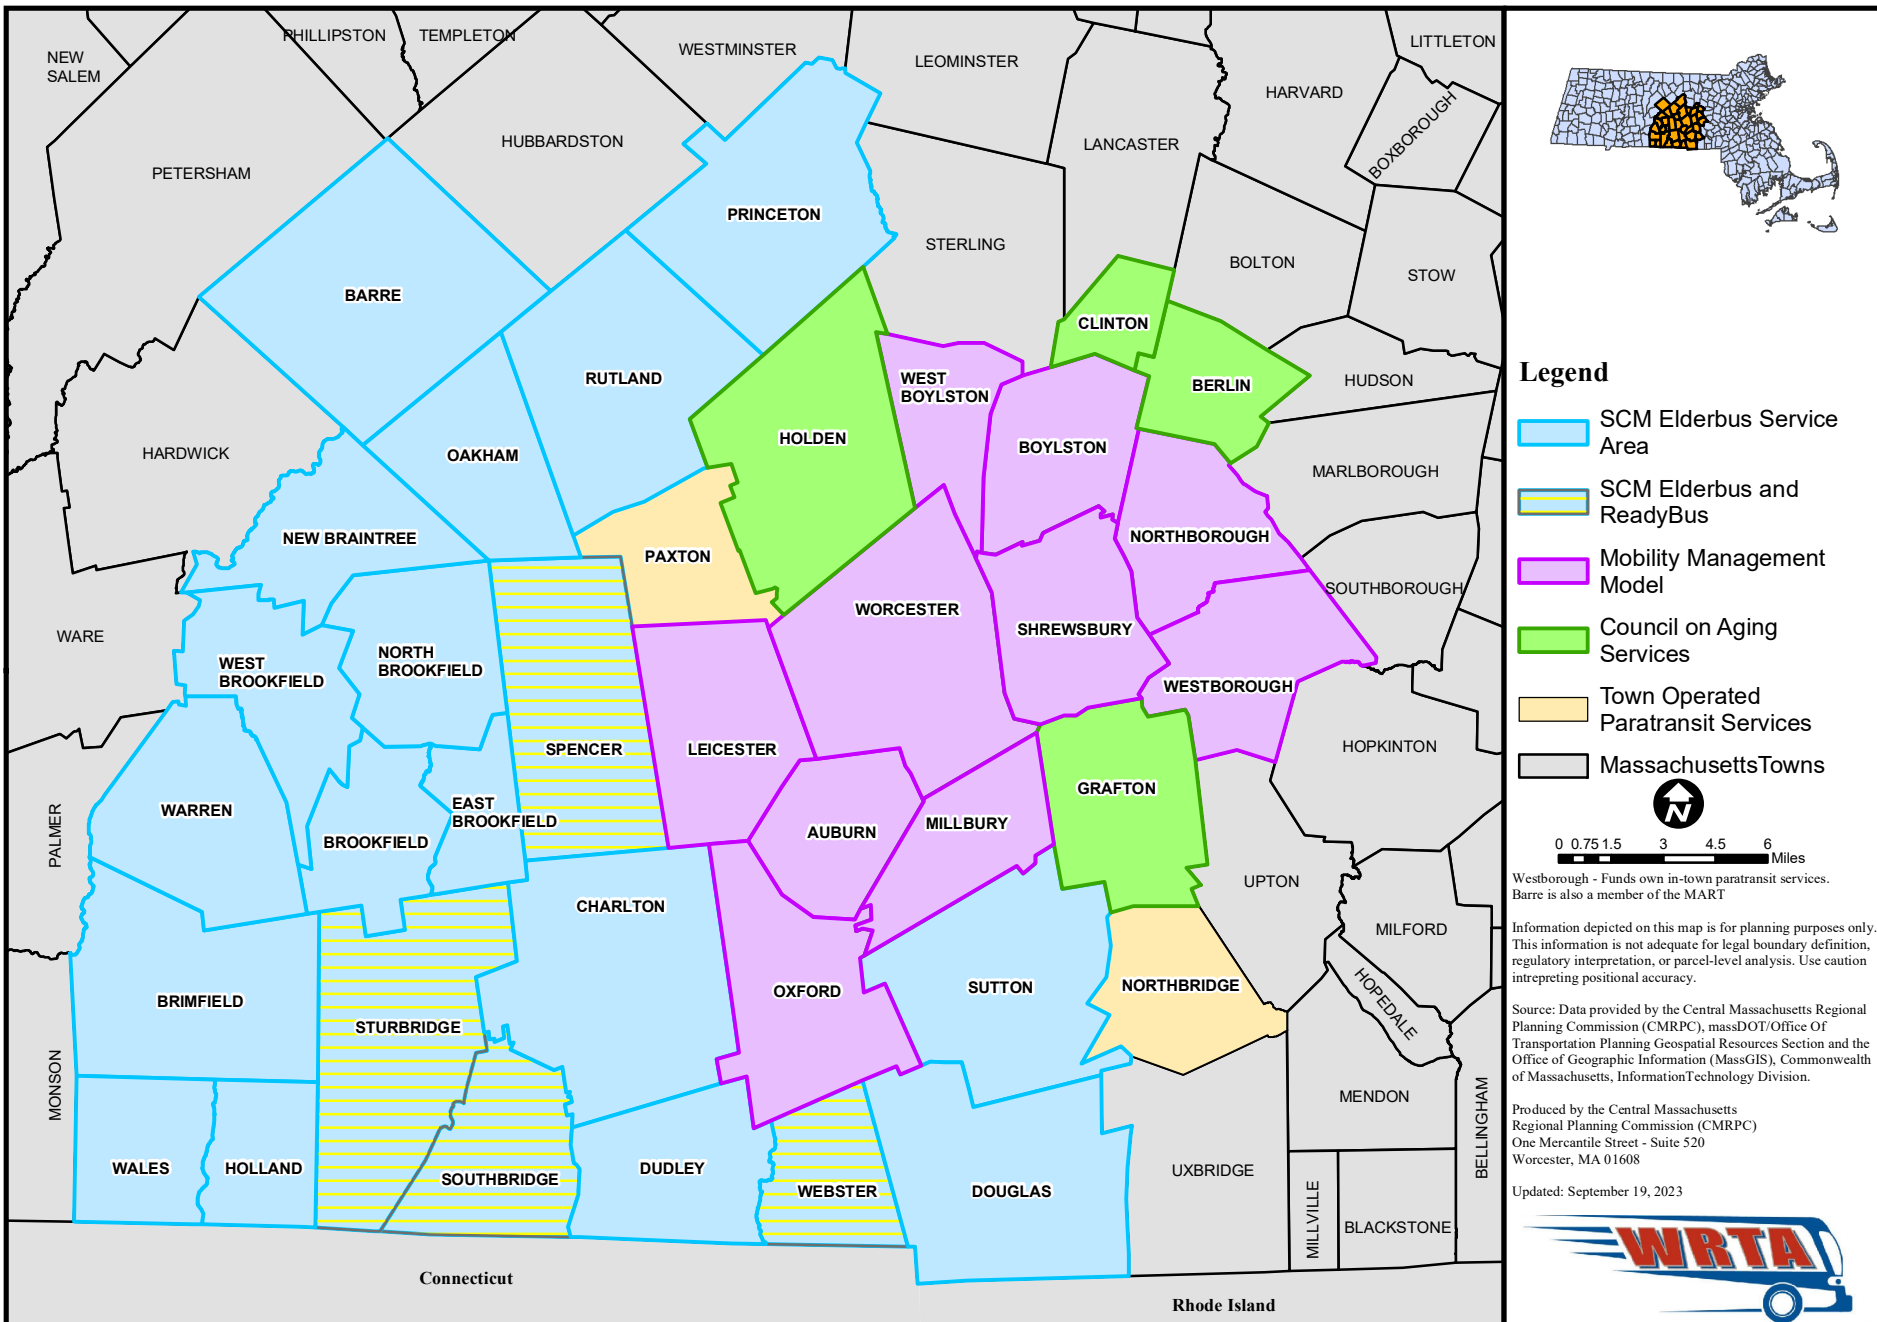 NEW
SALEM
PHILLIPSTON
TEMPLETON
WESTMINSTER
LEOMINSTER
HARVARD
LITTLETON
BOXBOROUGH
PETERSHAM
HUBBARDSTON
LANCASTER
PRINCETON
STERLING
BOLTON
STOW
BARRE
CLINTON
RUTLAND
WEST
BOYLSTON
BERLIN
HUDSON
HOLDEN
BOYLSTON
HARDWICK
OAKHAM
MARLBOROUGH
NEW BRAINTREE
PAXTON
NORTHBOROUGH
SOUTHBOROUGH
WORCESTER
SHREWSBURY
WARE
WEST
BROOKFIELD
NORTH
BROOKFIELD
WESTBOROUGH
SPENCER
LEICESTER
HOPKINTON
GRAFTON
PALMER
WARREN
BROOKFIELD
EAST
BROOKFIELD
AUBURN
MILLBURY
UPTON
CHARLTON
MILFORD
BRIMFIELD
STURBRIDGE
OXFORD
SUTTON
NORTHBRIDGE
HOPEDALE
MONSON
MENDON
BELLINGHAM
WALES
HOLLAND
SOUTHBRIDGE
DUDLEY
WEBSTER
DOUGLAS
UXBRIDGE
MILLVILLE
BLACKSTONE
Connecticut
Rhode Island
Legend
SCM Elderbus Service
Area
SCM Elderbus and
ReadyBus
Mobility Management
Model
Council on Aging
Services
Town Operated
Paratransit Services
MassachusettsTowns
N
0 0.75 1.5 3 4.5 6
Miles
Westborough - Funds own in-town paratransit services.
Barre is also a member of the MART
Information depicted on this map is for planning purposes only.
This information is not adequate for legal boundary definition,
regulatory interpretation, or parcel-level analysis. Use caution
intrepreting positional accuracy.
Source: Data provided by the Central Massachusetts Regional
Planning Commission (CMRPC), massDOT/Office Of
Transportation Planning Geospatial Resources Section and the
Office of Geographic Information (MassGIS), Commonwealth
of Massachusetts, InformationTechnology Division.
Produced by the Central Massachusetts
Regional Planning Commission (CMRPC)
One Mercantile Street - Suite 520
Worcester, MA 01608
Updated: September 19, 2023
WRTA